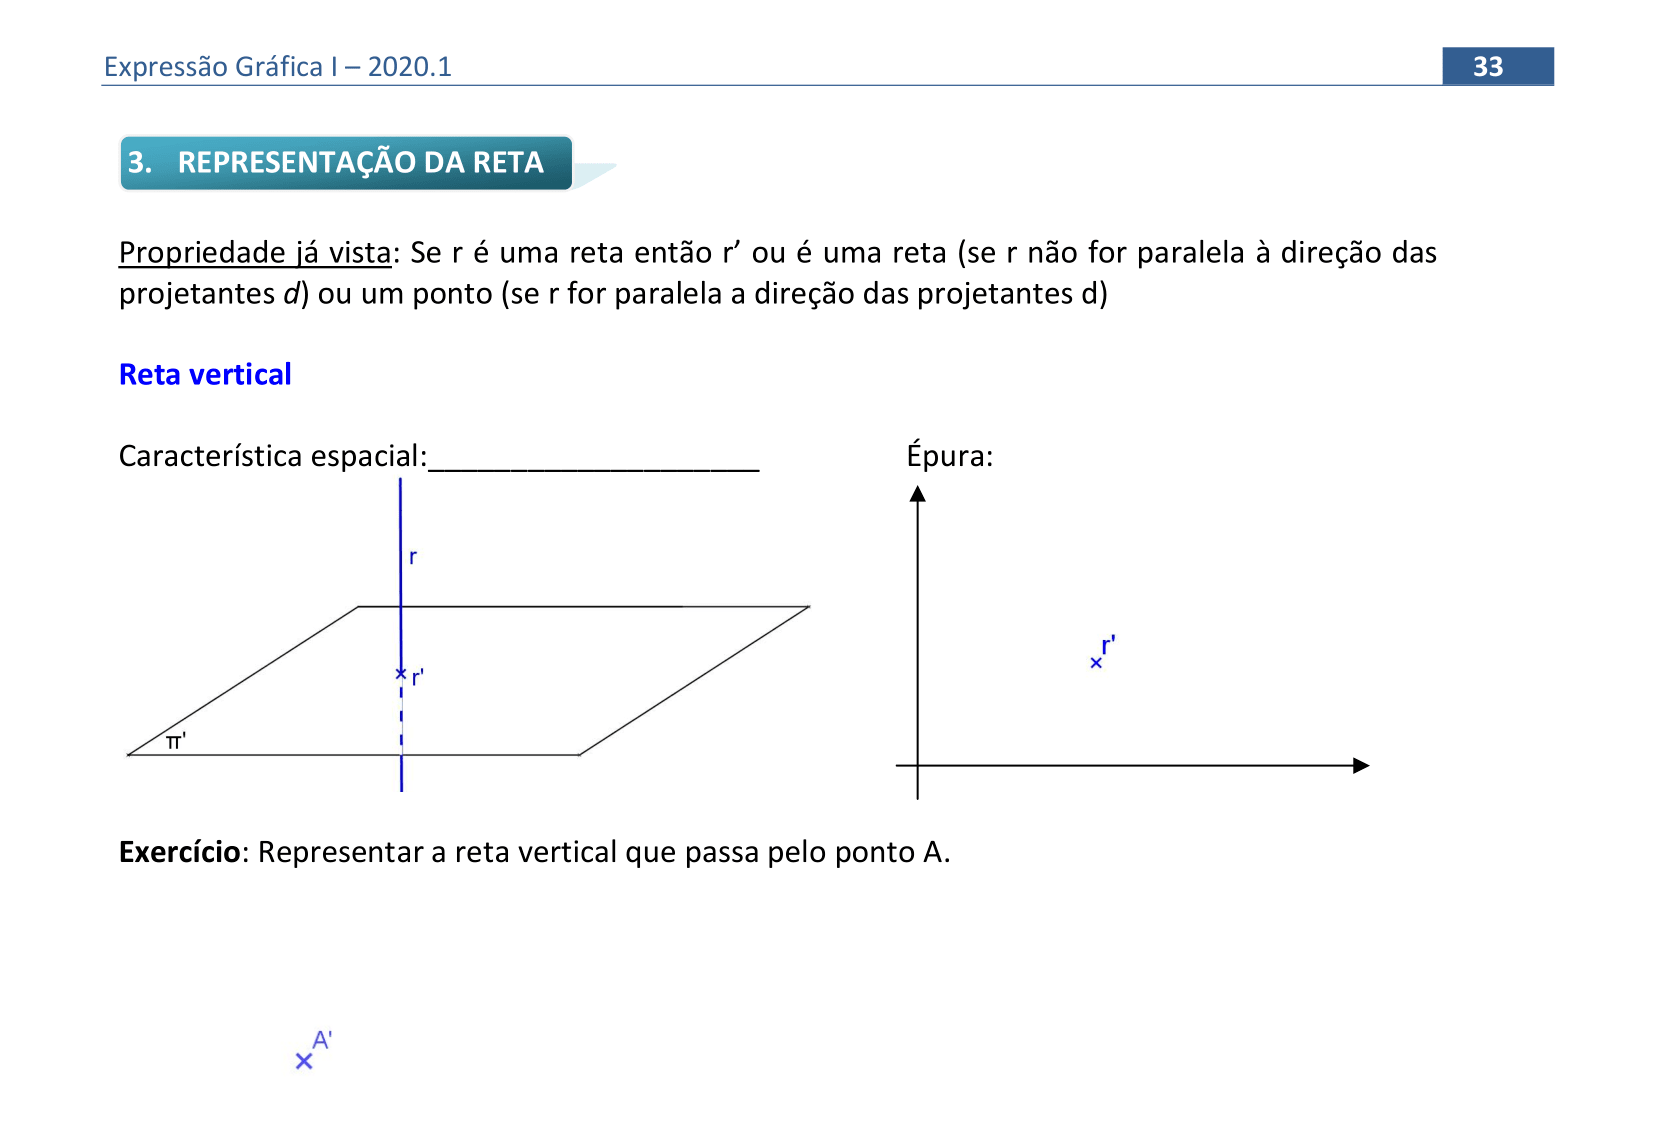 Expressão Gráfica I – 2020.1
33
3. REPRESENTAÇÃO DA RETA
Propriedade já vista: Se r é uma reta então r’ ou é uma reta (se r não for paralela à direção das
projetantes d) ou um ponto (se r for paralela a direção das projetantes d)
Reta vertical
Característica espacial:____________________ Épura:
r
r'
π'
r'
Exercício: Representar a reta vertical que passa pelo ponto A.
A'